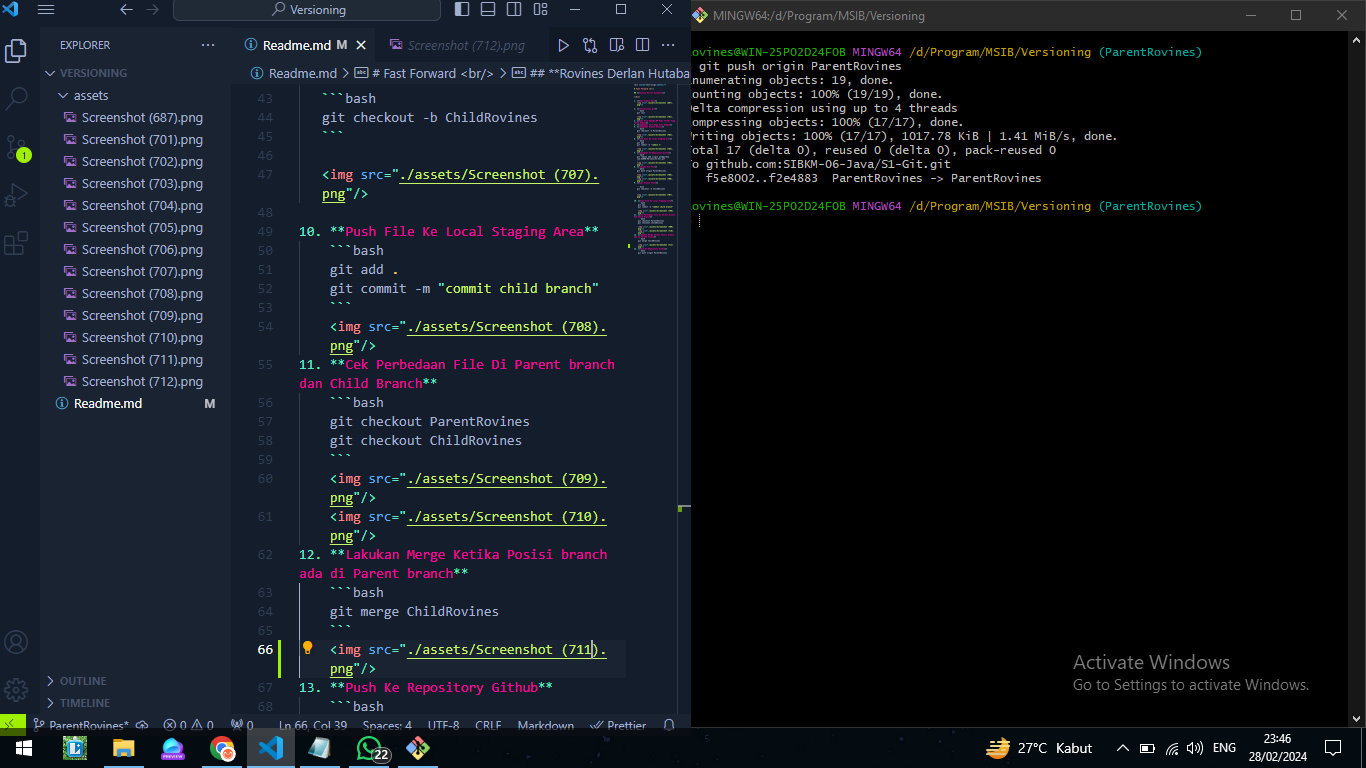 Versioning
EXPLORER
VERSIONING
assets
Screenshot (687).png
Screenshot (701).png
Screenshot (702).png
Screenshot (703).png
Screenshot (704).png
Screenshot (705).png
Screenshot (706).png
Screenshot (707).png
Screenshot (708).png
Screenshot (709).png
Screenshot (710).png
Screenshot (711).png
Screenshot (712).png
Readme.md M
OUTLINE
TIMELINE
1
Readme.md M
Screenshot (712).png
Readme.md > # Fast Forward <br/> > ## **Rovines Derlan Hutaba
43 ```bash
44 git checkout -b ChildRovines
45 ```
46
47 <img src="./assets/Screenshot (707).
png"/>
48
49 10. **Push File Ke Local Staging Area**
50 ```bash
51 git add .
52 git commit -m "commit child branch"
53 ```
54 <img src="./assets/Screenshot (708).
png"/>
55 11. **Cek Perbedaan File Di Parent branch
dan Child Branch**
56 ```bash
57 git checkout ParentRovines
58 git checkout ChildRovines
59 ```
60 <img src="./assets/Screenshot (709).
png"/>
61 <img src="./assets/Screenshot (710).
png"/>
62 12. **Lakukan Merge Ketika Posisi branch
ada di Parent branch**
63 ```bash
64 git merge ChildRovines
65 ```
66 <img src="./assets/Screenshot (711).
png"/>
67 13. **Push Ke Repository Github**
68 ```bash
ParentRovines* 0 0 0 Ln 66, Col 39 Spaces: 4 UTF-8 CRLF Markdown Prettier
MINGW64:/d/Program/MSIB/Versioning
ovines@WIN-25PO2D24FOB MINGW64 /d/Program/MSIB/Versioning (ParentRovines)
git push origin ParentRovines
numerating objects: 19, done.
ounting objects: 100% (19/19), done.
elta compression using up to 4 threads
ompressing objects: 100% (17/17), done.
riting objects: 100% (17/17), 1017.78 KiB | 1.41 MiB/s, done.
otal 17 (delta 0), reused 0 (delta 0), pack-reused 0
o github.com:SIBKM-06-Java/S1-Git.git
f5e8002..f2e4883 ParentRovines -> ParentRovines
ovines@WIN-25PO2D24FOB MINGW64 /d/Program/MSIB/Versioning (ParentRovines)
Activate Windows
Go to Settings to activate Windows.
PREVIEW
22
27°C Kabut
ENG
23:46
28/02/2024